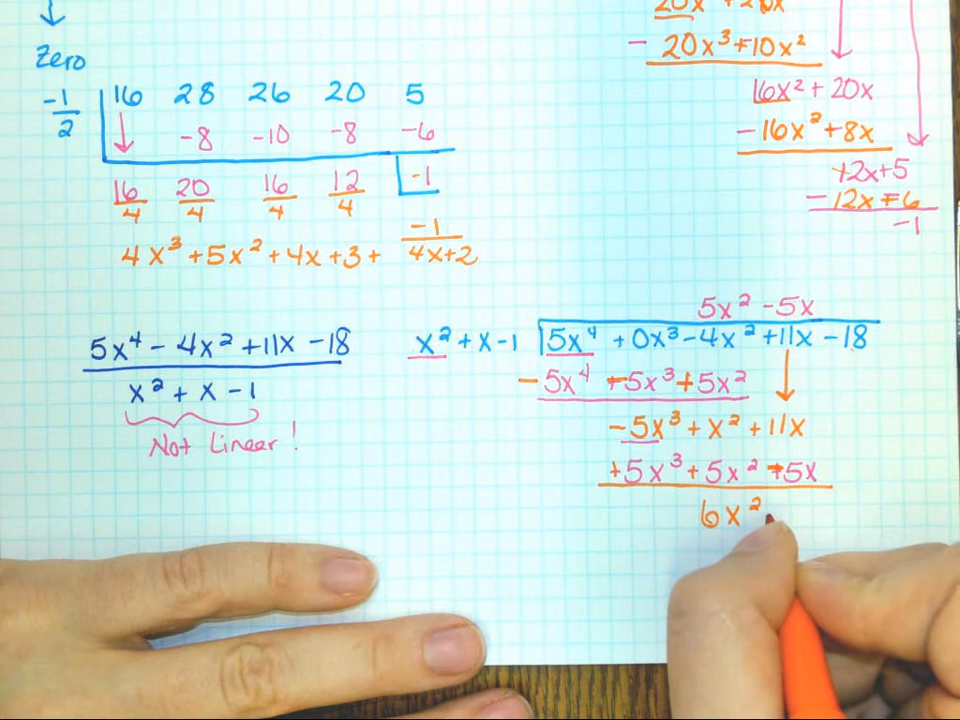 Zero
-1/2 | 16 28 26 20 5
-8 -10 -8 -6
16/4 20/4 16/4 12/4 -1
4x³ + 5x² + 4x + 3 + -1/(4x+2)
- 20x³ + 10x²
16x² + 20x
- 16x² + 8x
12x + 5
- 12x + 6
-1
5x⁴ - 4x² + 11x - 18
x² + x - 1
Not Linear!
5x² - 5x
x² + x - 1 | 5x⁴ + 0x³ - 4x² + 11x - 18
- 5x⁴ - 5x³ + 5x²
- 5x³ + x² + 11x
+ 5x³ + 5x² - 5x
6x²